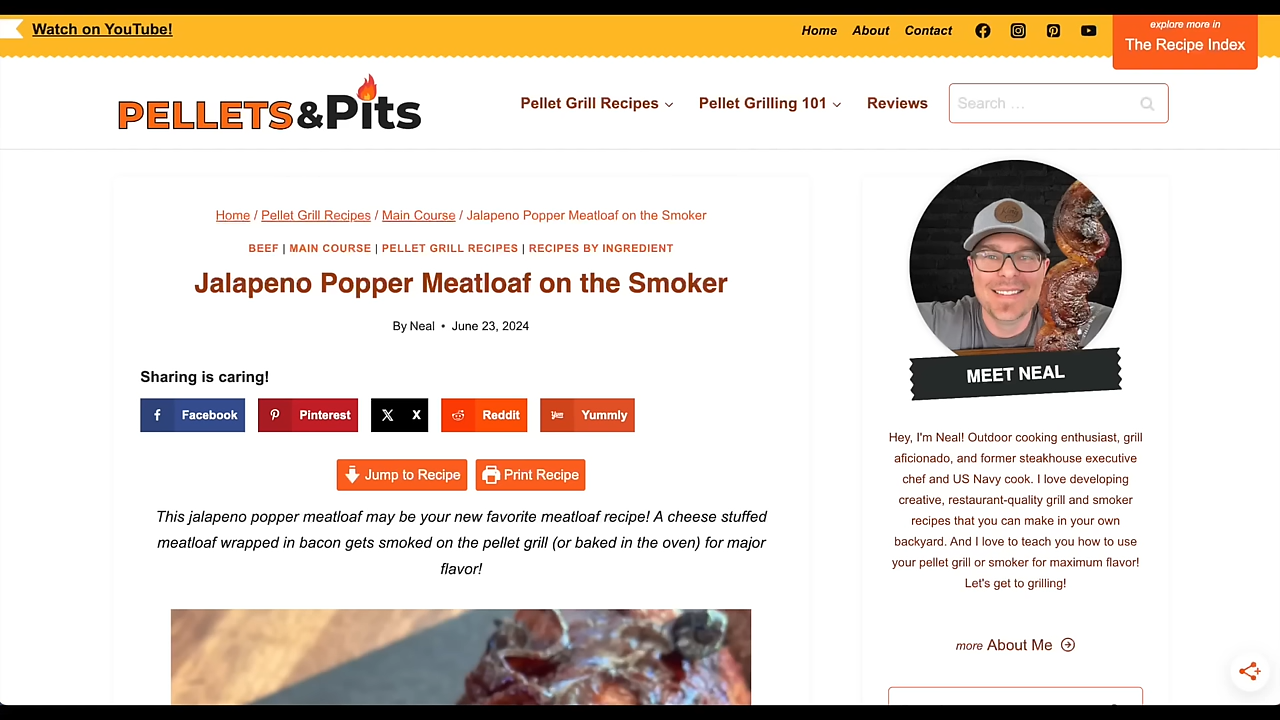 Watch on YouTube!
Home About Contact
explore more in
The Recipe Index
PELLETS&Pits
Pellet Grill Recipes Pellet Grilling 101 Reviews
Search ...
Home / Pellet Grill Recipes / Main Course / Jalapeno Popper Meatloaf on the Smoker
BEEF | MAIN COURSE | PELLET GRILL RECIPES | RECIPES BY INGREDIENT
Jalapeno Popper Meatloaf on the Smoker
By Neal • June 23, 2024
Sharing is caring!
Facebook Pinterest X Reddit Yummly
Jump to Recipe Print Recipe
This jalapeno popper meatloaf may be your new favorite meatloaf recipe! A cheese stuffed
meatloaf wrapped in bacon gets smoked on the pellet grill (or baked in the oven) for major
flavor!
MEET NEAL
Hey, I'm Neal! Outdoor cooking enthusiast, grill
aficionado, and former steakhouse executive
chef and US Navy cook. I love developing
creative, restaurant-quality grill and smoker
recipes that you can make in your own
backyard. And I love to teach you how to use
your pellet grill or smoker for maximum flavor!
Let's get to grilling!
more About Me